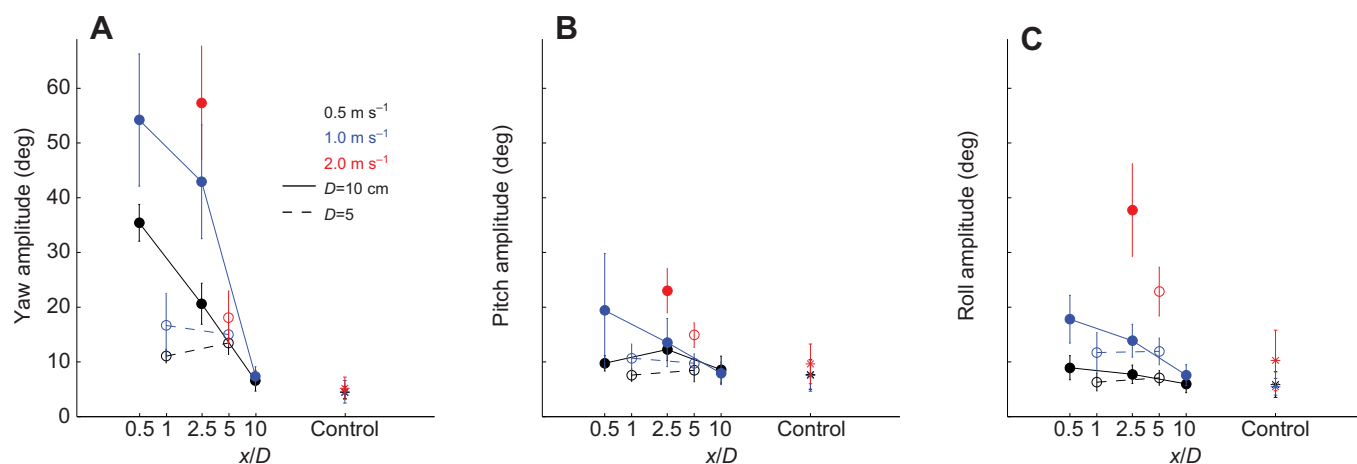 A
Yaw amplitude (deg)
60
50
40
30
20
10
0
0.5 m s⁻¹
1.0 m s⁻¹
2.0 m s⁻¹
D=10 cm
D=5
0.5 1 2.5 5 10 Control
x/D
B
Pitch amplitude (deg)
0.5 1 2.5 5 10 Control
x/D
C
Roll amplitude (deg)
0.5 1 2.5 5 10 Control
x/D